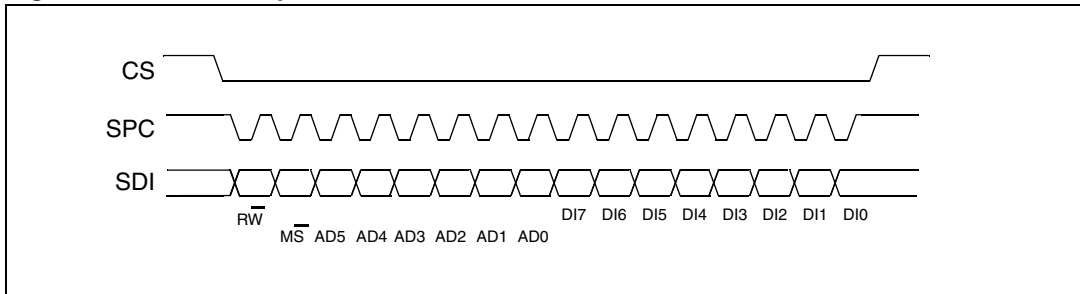 CS
SPC
SDI
RW DI7 DI6 DI5 DI4 DI3 DI2 DI1 DI0
MS AD5 AD4 AD3 AD2 AD1 AD0